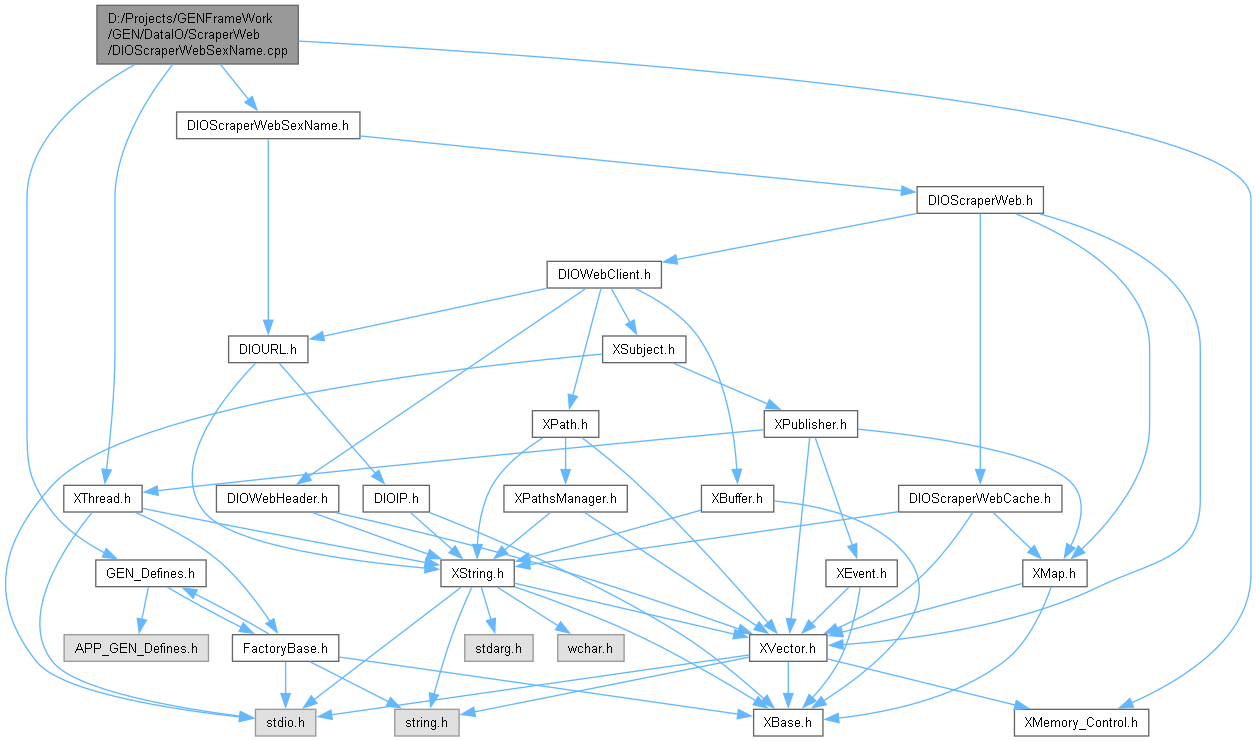 D:/Projects/GENFrameWork
/GEN/DataIO/ScraperWeb
/DIOScraperWebSexName.cpp
DIOScraperWebSexName.h
DIOScraperWeb.h
DIOWebClient.h
DIOURL.h
XSubject.h
XPath.h
XPublisher.h
XThread.h
DIOWebHeader.h
DIOIP.h
XPathsManager.h
XBuffer.h
DIOScraperWebCache.h
GEN_Defines.h
XString.h
XEvent.h
XMap.h
APP_GEN_Defines.h
FactoryBase.h
stdarg.h
wchar.h
XVector.h
stdio.h
string.h
XBase.h
XMemory_Control.h